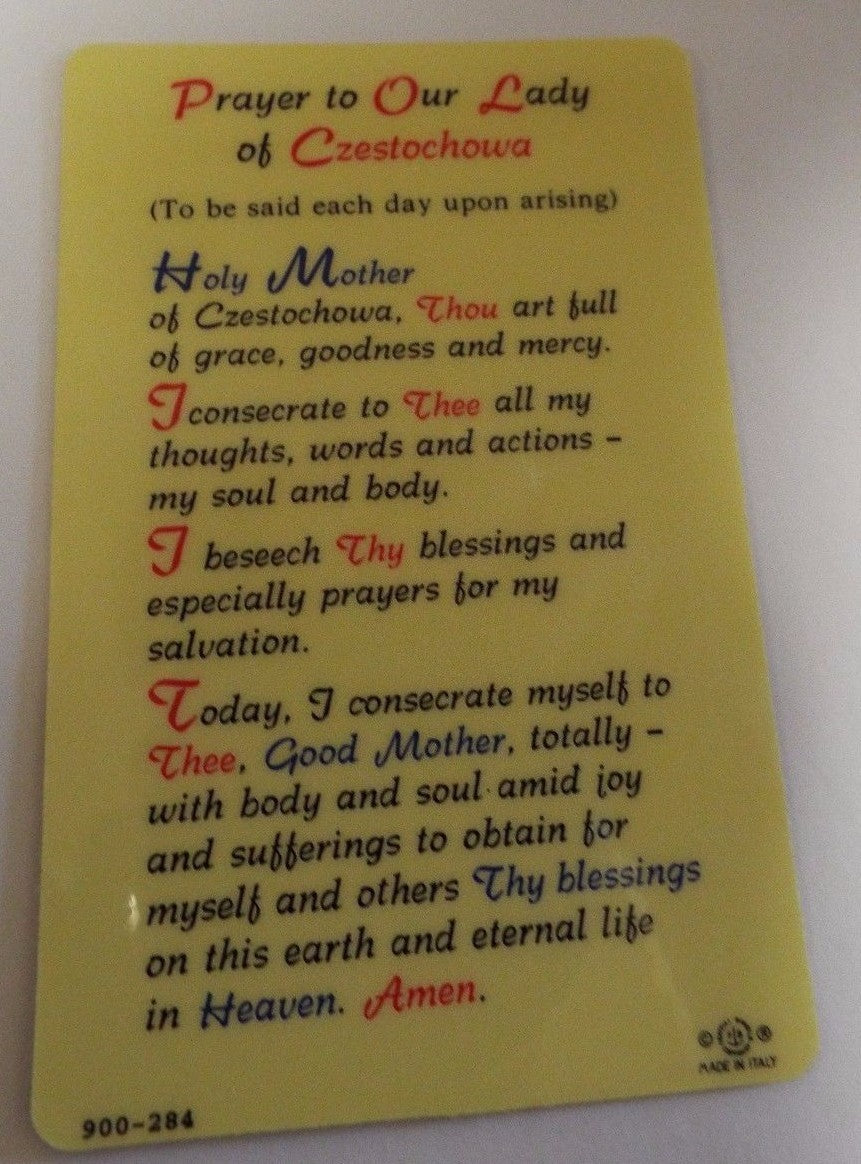 Prayer to Our Lady
of Czestochowa
(To be said each day upon arising)
Holy Mother
of Czestochowa, Thou art full
of grace, goodness and mercy.
I consecrate to Thee all my
thoughts, words and actions –
my soul and body.
I beseech Thy blessings and
especially prayers for my
salvation.
Today, I consecrate myself to
Thee, Good Mother, totally –
with body and soul amid joy
and sufferings to obtain for
myself and others Thy blessings
on this earth and eternal life
in Heaven. Amen.
© ®
MADE IN ITALY
900-284